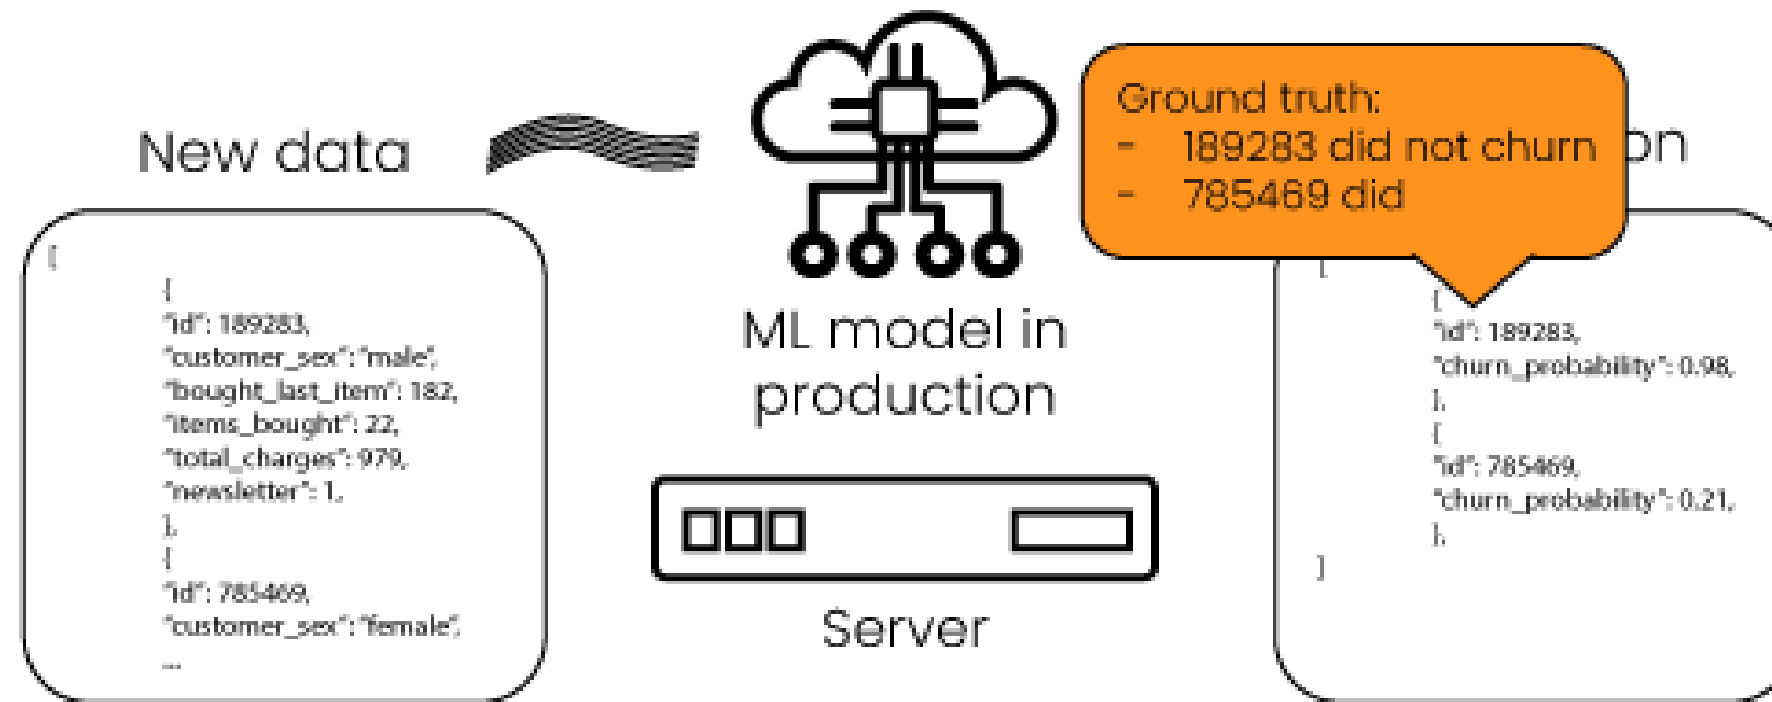 New data
[
{
"id": 189283,
"customer_sex": "male",
"bought_last_item": 182,
"items_bought": 22,
"total_charges": 979,
"newsletter": 1,
},
{
"id": 785469,
"customer_sex": "female",
...
ML model in
production
Server
Ground truth:
- 189283 did not churn
- 785469 did
on
[
{
"id": 189283,
"churn_probability": 0.98,
},
{
"id": 785469,
"churn_probability": 0.21,
},
]